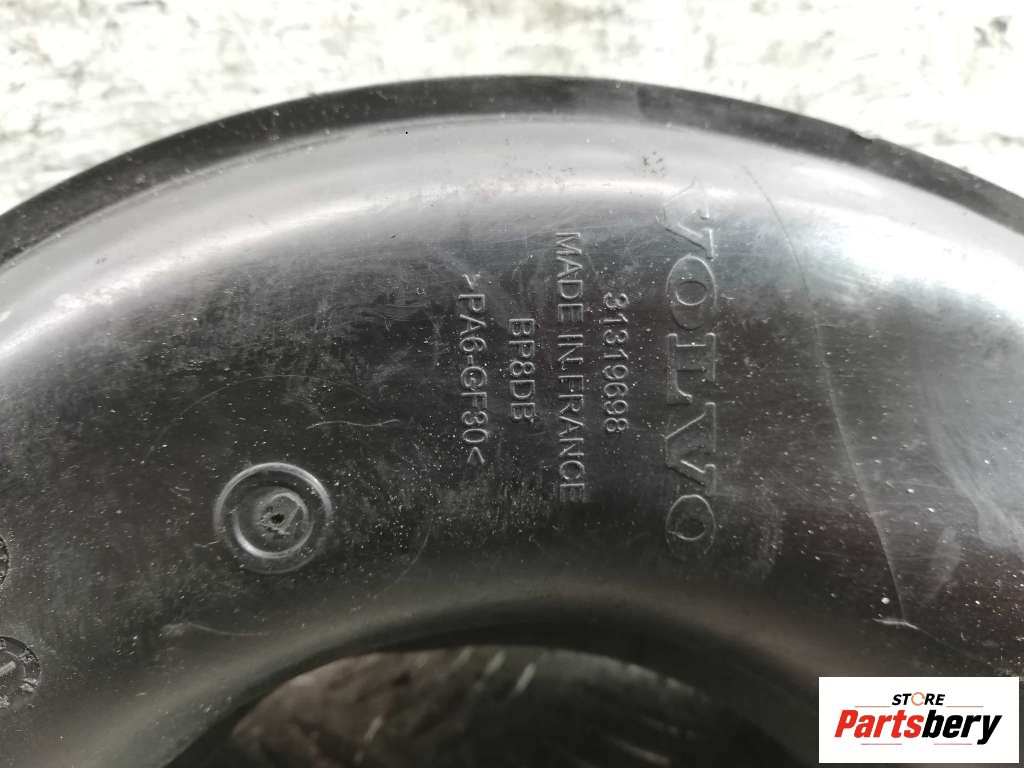 VOLVO
31319698
MADE IN FRANCE
BP8DB
>PA6-GF30<
STORE
Partsbery